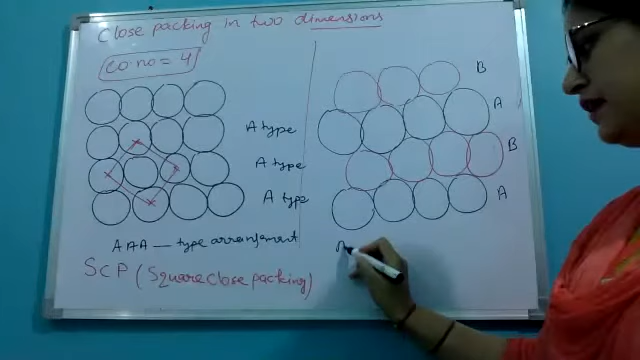 Close packing in two dimensions
CO.no = 4
A type
A type
A type
AAA — type arrangement
SCP (Square close packing)
B
A
B
A
A